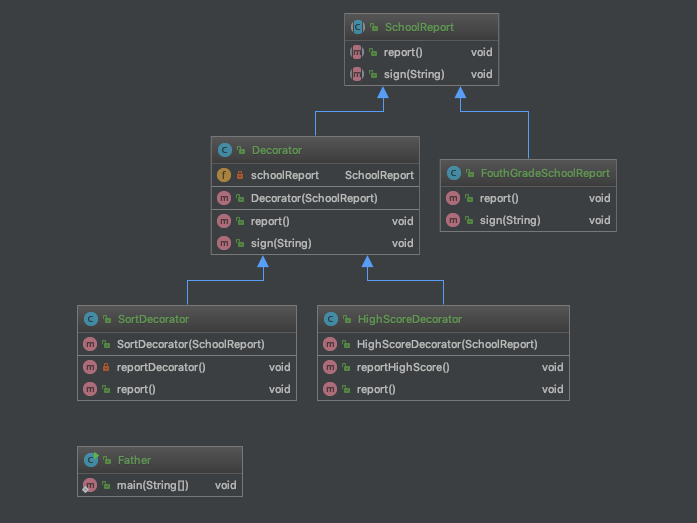 SchoolReport
report() void
sign(String) void
Decorator
schoolReport SchoolReport
Decorator(SchoolReport)
report() void
sign(String) void
FouthGradeSchoolReport
report() void
sign(String) void
SortDecorator
SortDecorator(SchoolReport)
reportDecorator() void
report() void
HighScoreDecorator
HighScoreDecorator(SchoolReport)
reportHighScore() void
report() void
Father
main(String[]) void